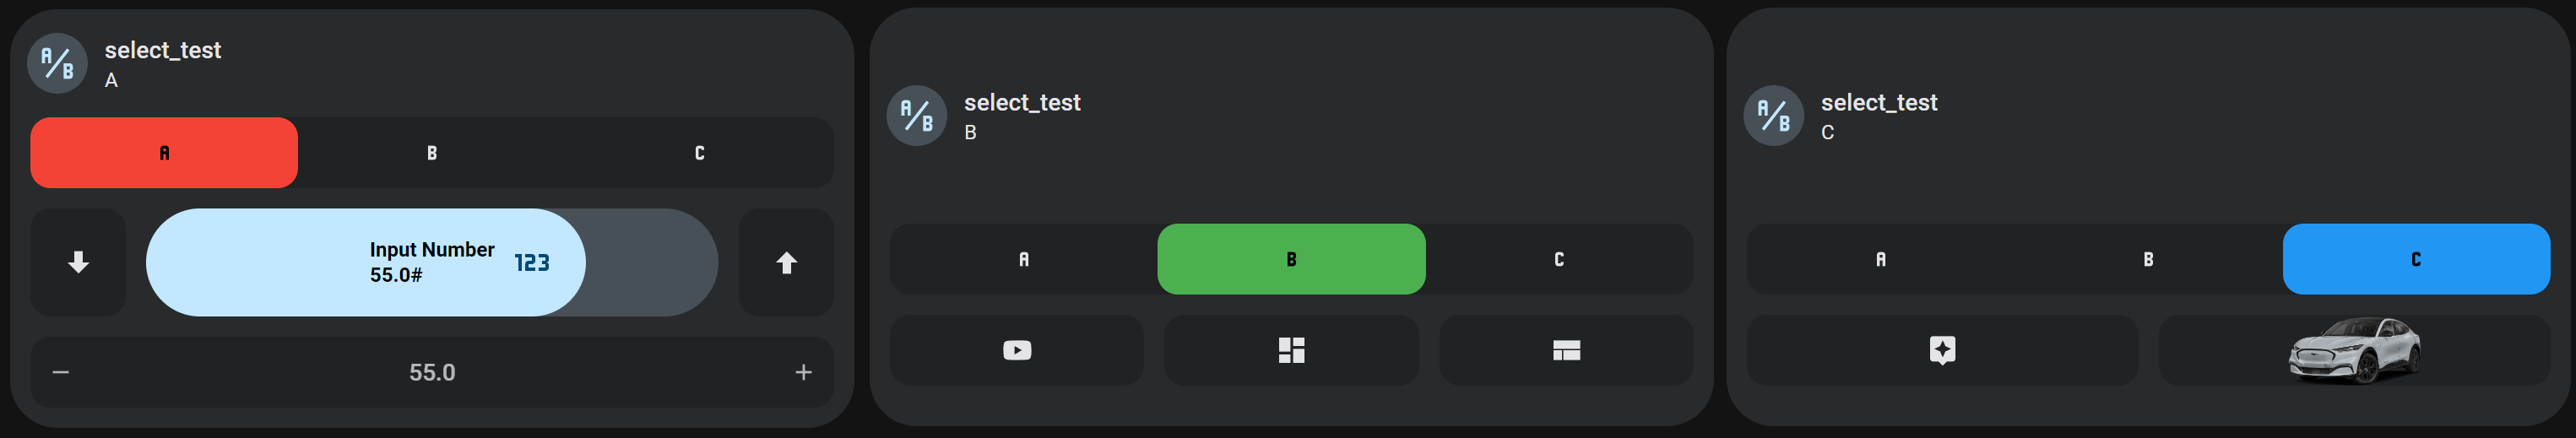 A/B
select_test
A
A B C
Input Number
55.0#
123
− 55.0 +
A/B
select_test
B
A B C
A/B
select_test
C
A B C